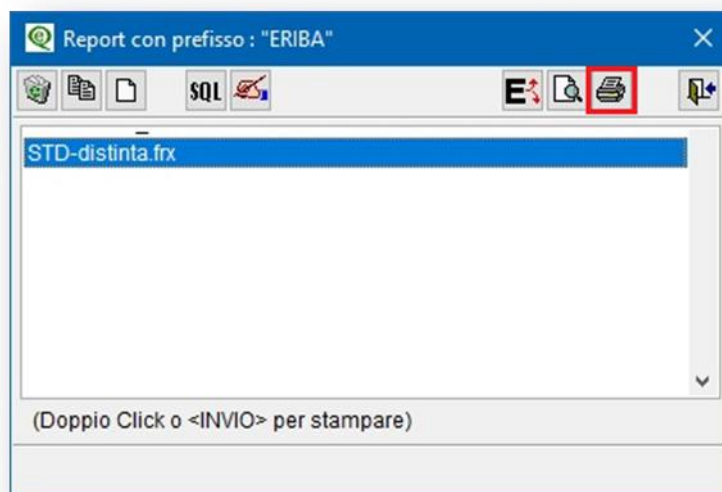 Report con prefisso : "ERIBA"
SQL
E
STD-distinta.frx
(Doppio Click o <INVIO> per stampare)